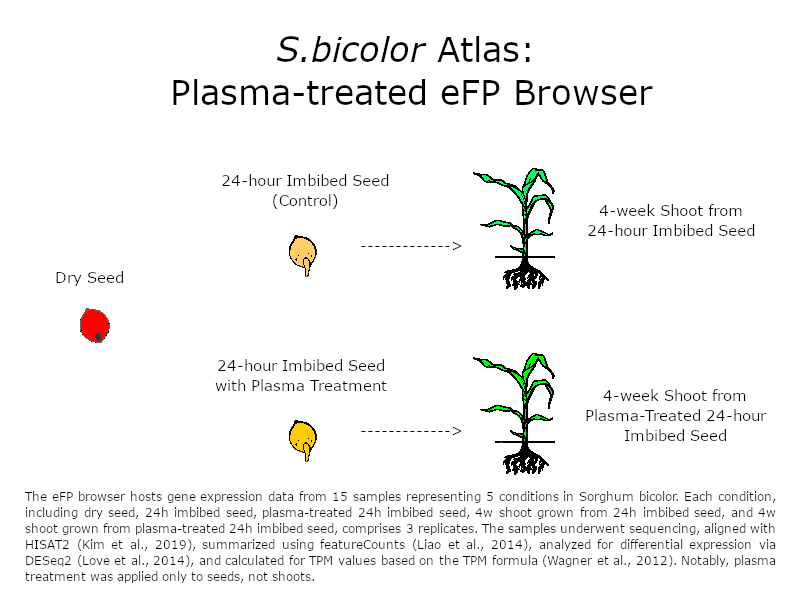 S.bicolor Atlas:
Plasma-treated eFP Browser
24-hour Imbibed Seed
(Control)
------------->
4-week Shoot from
24-hour Imbibed Seed
Dry Seed
24-hour Imbibed Seed
with Plasma Treatment
------------->
4-week Shoot from
Plasma-Treated 24-hour
Imbibed Seed
The eFP browser hosts gene expression data from 15 samples representing 5 conditions in Sorghum bicolor. Each condition,
including dry seed, 24h imbibed seed, plasma-treated 24h imbibed seed, 4w shoot grown from 24h imbibed seed, and 4w
shoot grown from plasma-treated 24h imbibed seed, comprises 3 replicates. The samples underwent sequencing, aligned with
HISAT2 (Kim et al., 2019), summarized using featureCounts (Liao et al., 2014), analyzed for differential expression via
DESeq2 (Love et al., 2014), and calculated for TPM values based on the TPM formula (Wagner et al., 2012). Notably, plasma
treatment was applied only to seeds, not shoots.